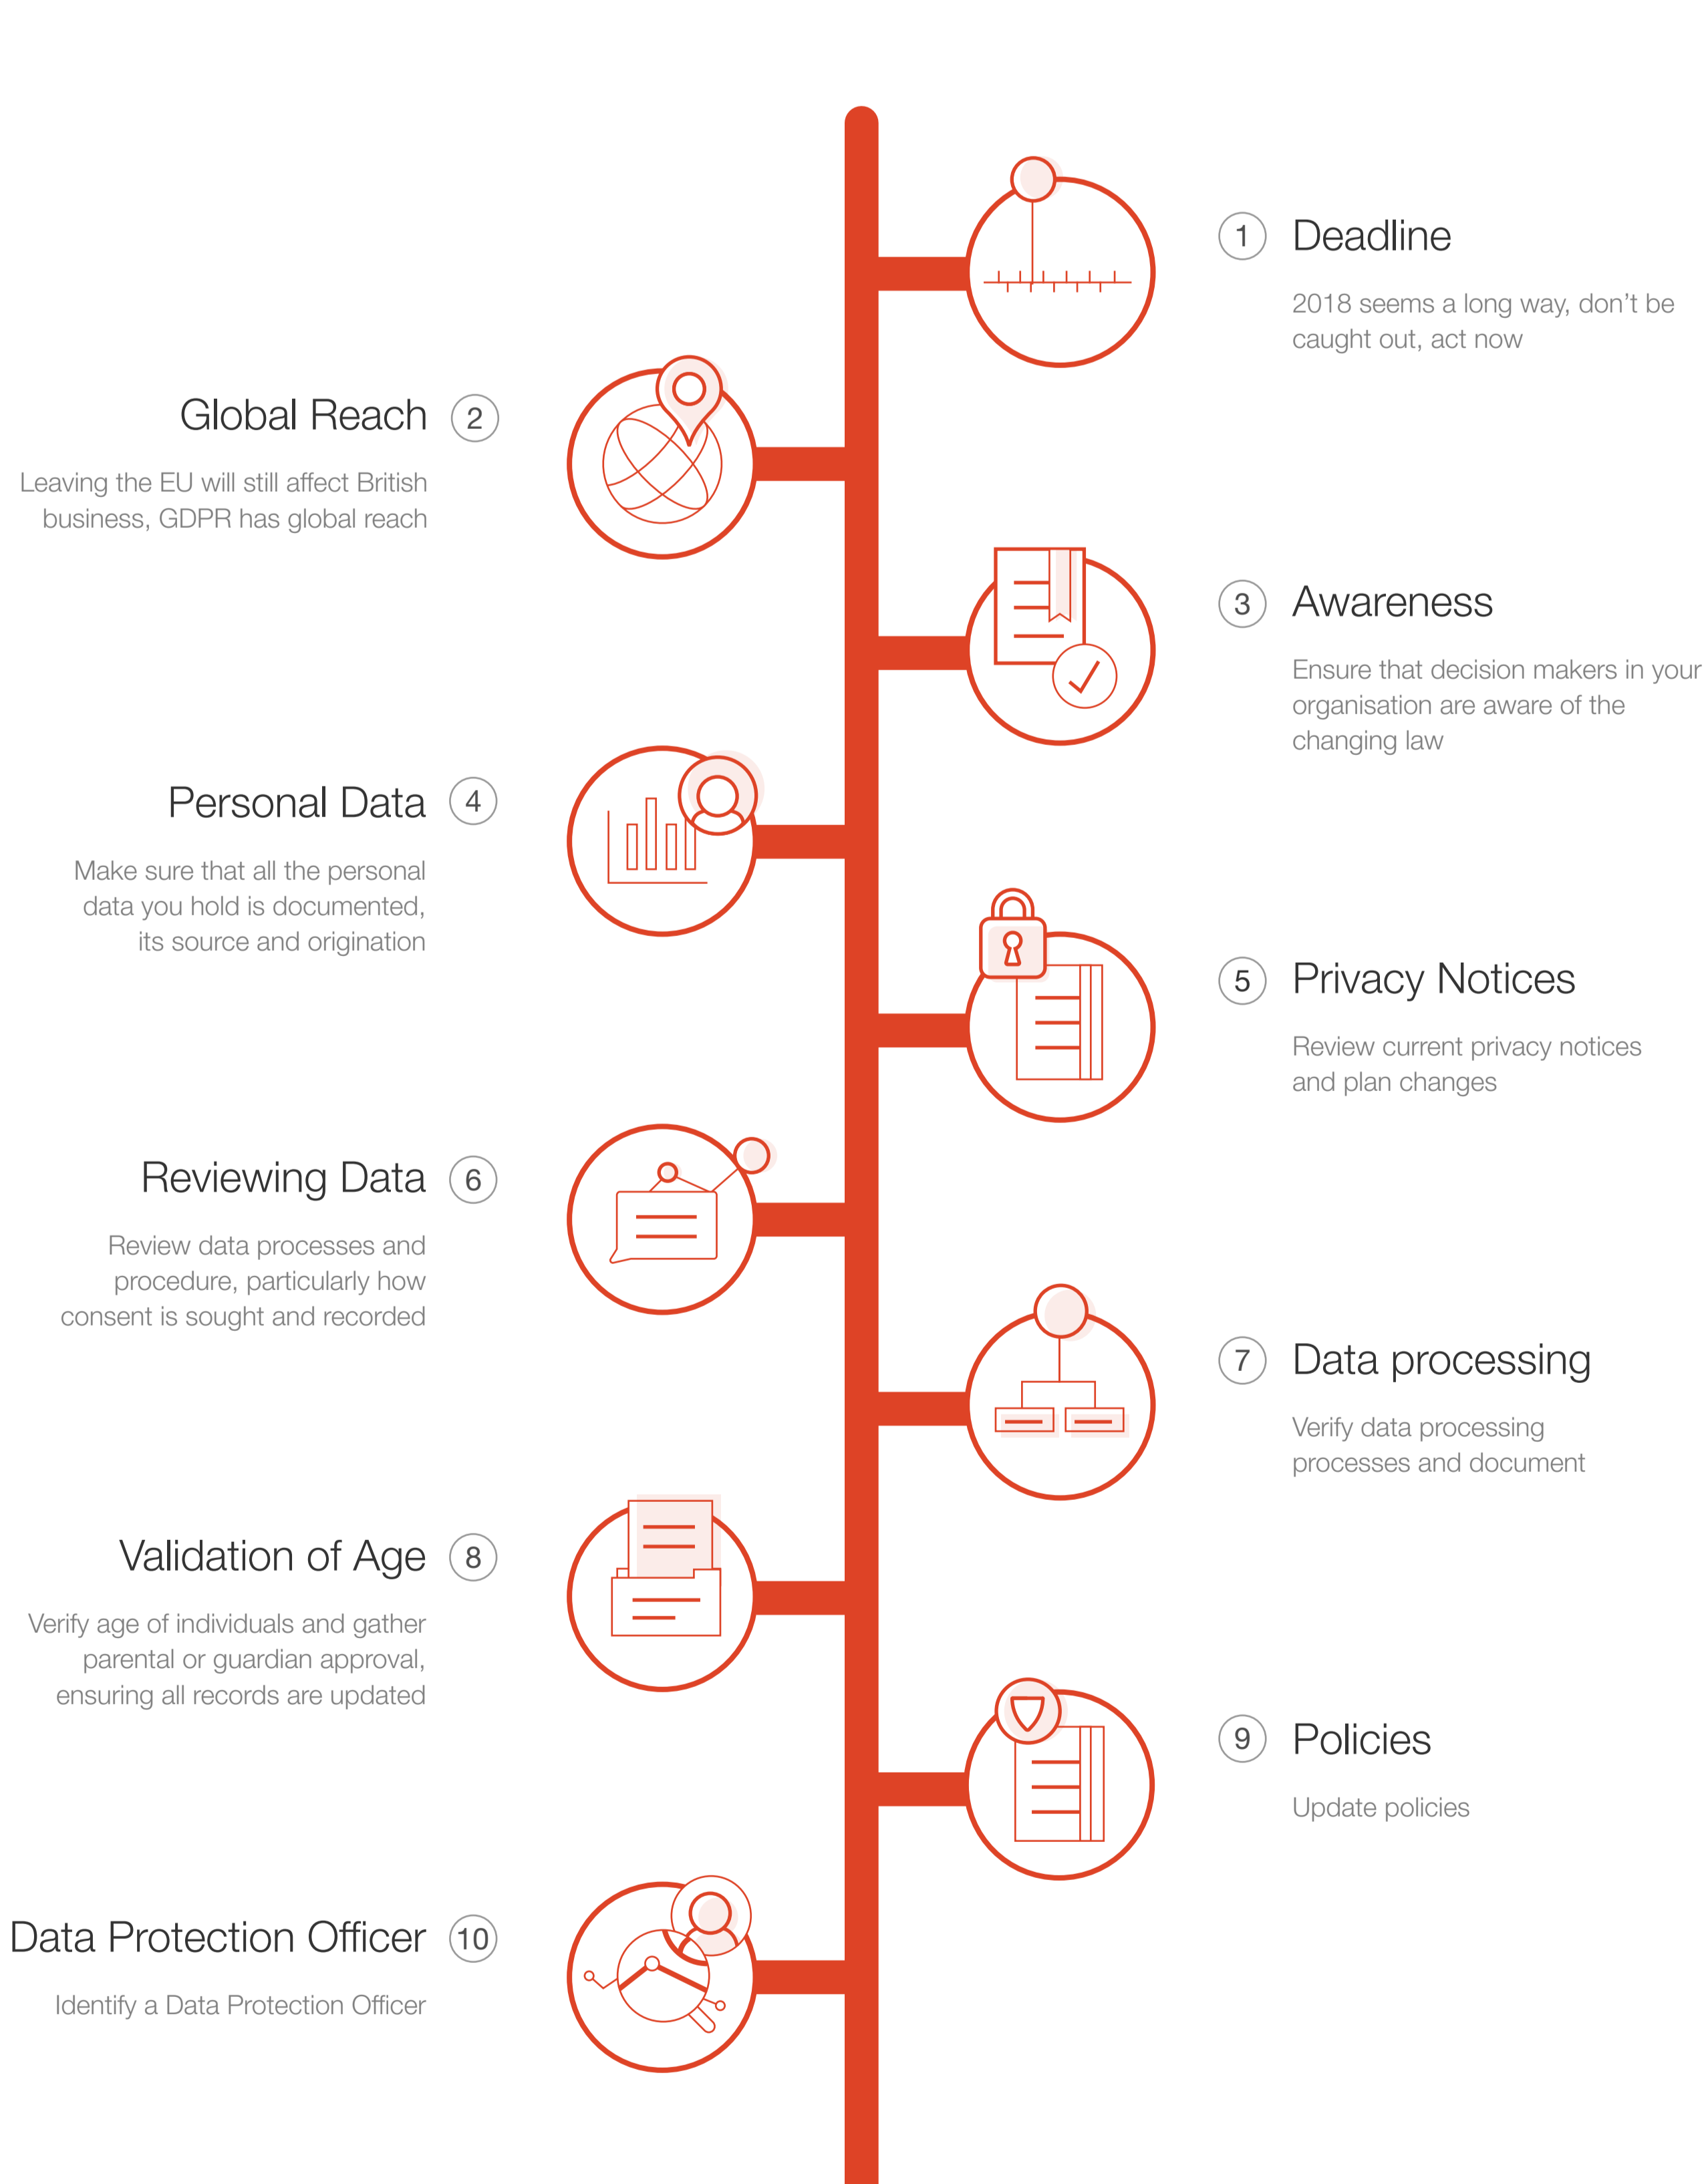 1 Deadline
2018 seems a long way, don't be
caught out, act now
Global Reach 2
Leaving the EU will still affect British
business, GDPR has global reach
3 Awareness
Ensure that decision makers in your
organisation are aware of the
changing law
Personal Data 4
Make sure that all the personal
data you hold is documented,
its source and origination
5 Privacy Notices
Review current privacy notices
and plan changes
Reviewing Data 6
Review data processes and
procedure, particularly how
consent is sought and recorded
7 Data processing
Verify data processing
processes and document
Validation of Age 8
Verify age of individuals and gather
parental or guardian approval,
ensuring all records are updated
9 Policies
Update policies
Data Protection Officer 10
Identify a Data Protection Officer